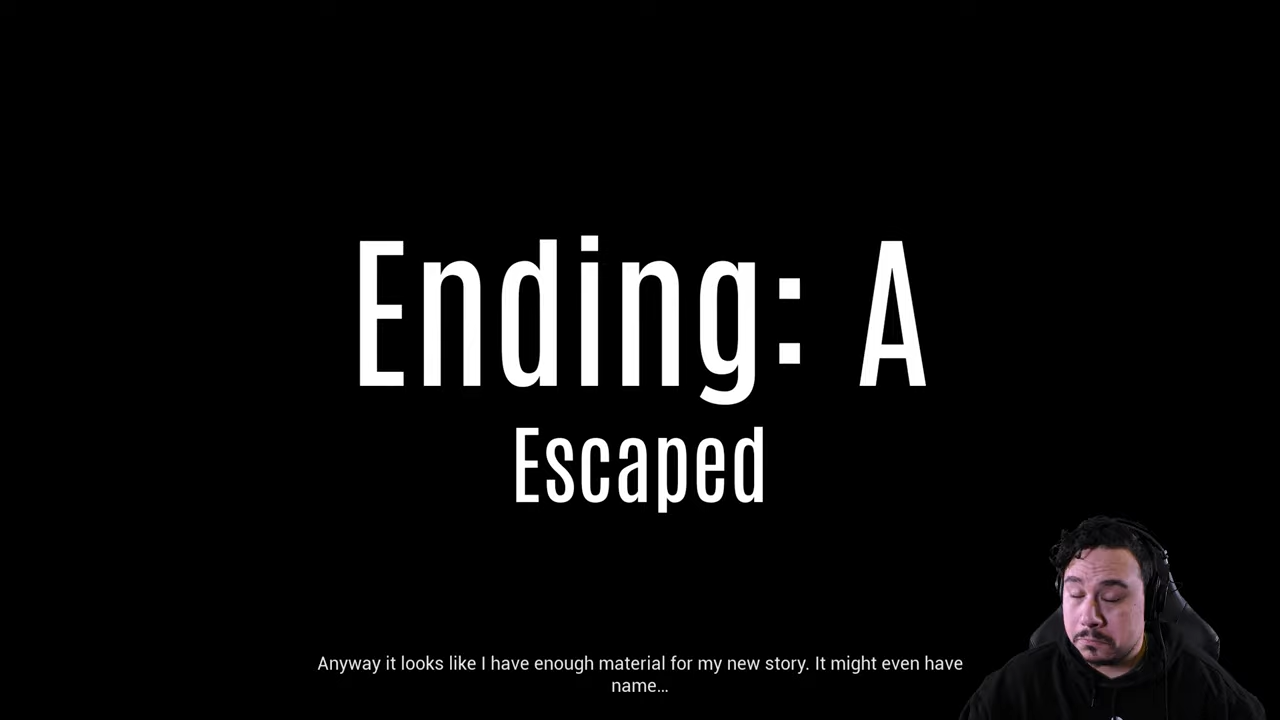 Ending: A
Escaped
Anyway it looks like I have enough material for my new story. It might even have
name...